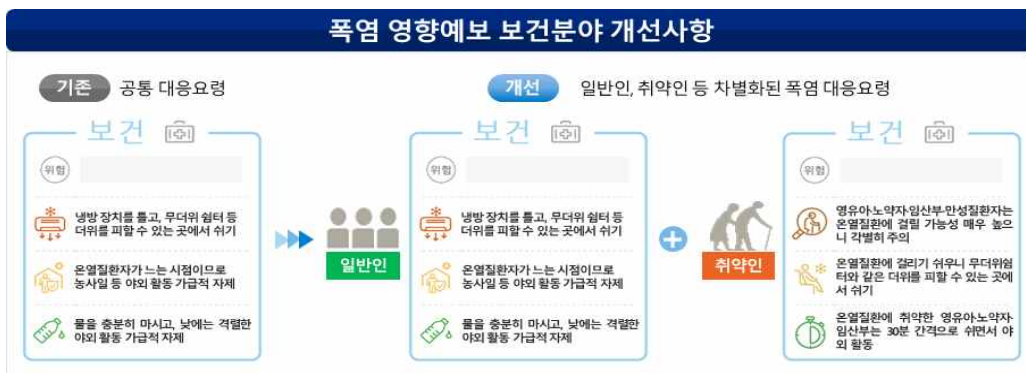 폭염 영향예보 보건분야 개선사항
기존 공통 대응요령
개선 일반인, 취약인 등 차별화된 폭염 대응요령
보건
위험
냉방 장치를 틀고, 무더위 쉼터 등
더위를 피할 수 있는 곳에서 쉬기
온열질환자가 느는 시점이므로
농사일 등 야외 활동 가급적 자제
물을 충분히 마시고, 낮에는 격렬한
야외 활동 가급적 자제
일반인
보건
위험
냉방 장치를 틀고, 무더위 쉼터 등
더위를 피할 수 있는 곳에서 쉬기
온열질환자가 느는 시점이므로
농사일 등 야외 활동 가급적 자제
물을 충분히 마시고, 낮에는 격렬한
야외 활동 가급적 자제
취약인
보건
위험
영유아·노약자·임산부·만성질환자는
온열질환에 걸릴 가능성 매우 높으
니 각별히 주의
온열질환에 걸리기 쉬우니 무더위쉼
터와 같은 더위를 피할 수 있는 곳에
서 쉬기
온열질환에 취약한 영유아·노약자·
임산부는 30분 간격으로 쉬면서 야
외 활동